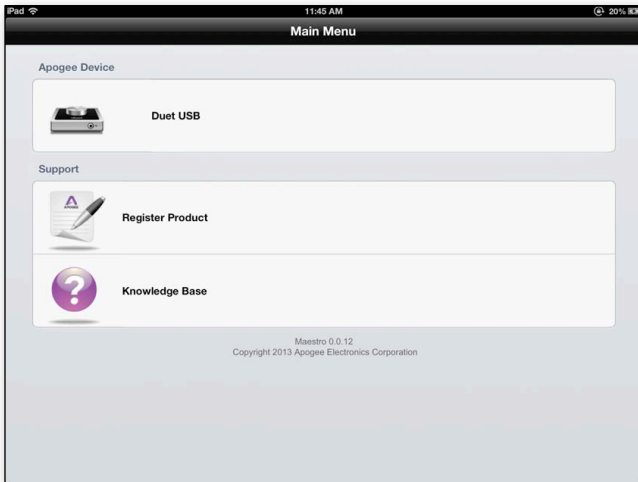 iPad 11:45 AM 20%
Main Menu
Apogee Device
Duet USB
Support
APOGEE
Register Product
?
Knowledge Base
Maestro 0.0.12
Copyright 2013 Apogee Electronics Corporation